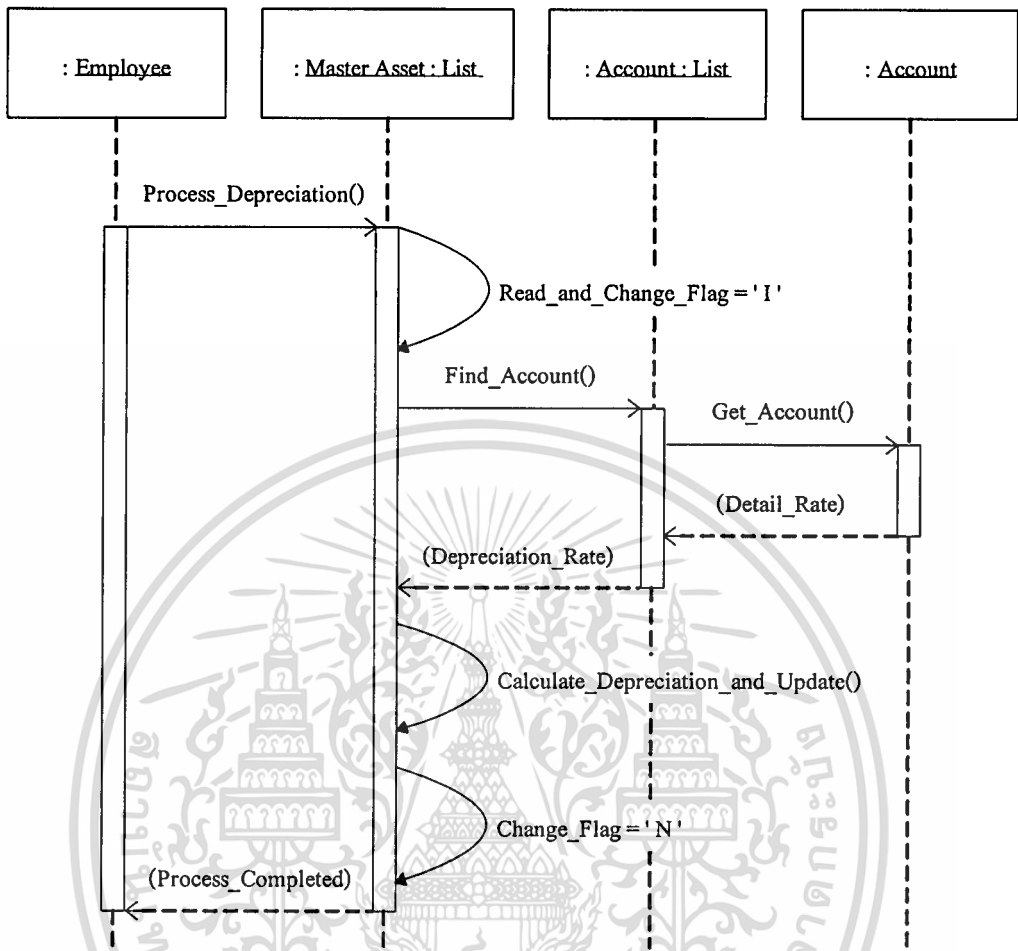 : Employee
: Master Asset : List
: Account : List
: Account
Process_Depreciation()
Read_and_Change_Flag = ' I '
Find_Account()
Get_Account()
(Detail_Rate)
(Depreciation_Rate)
Calculate_Depreciation_and_Update()
Change_Flag = ' N '
(Process_Completed)